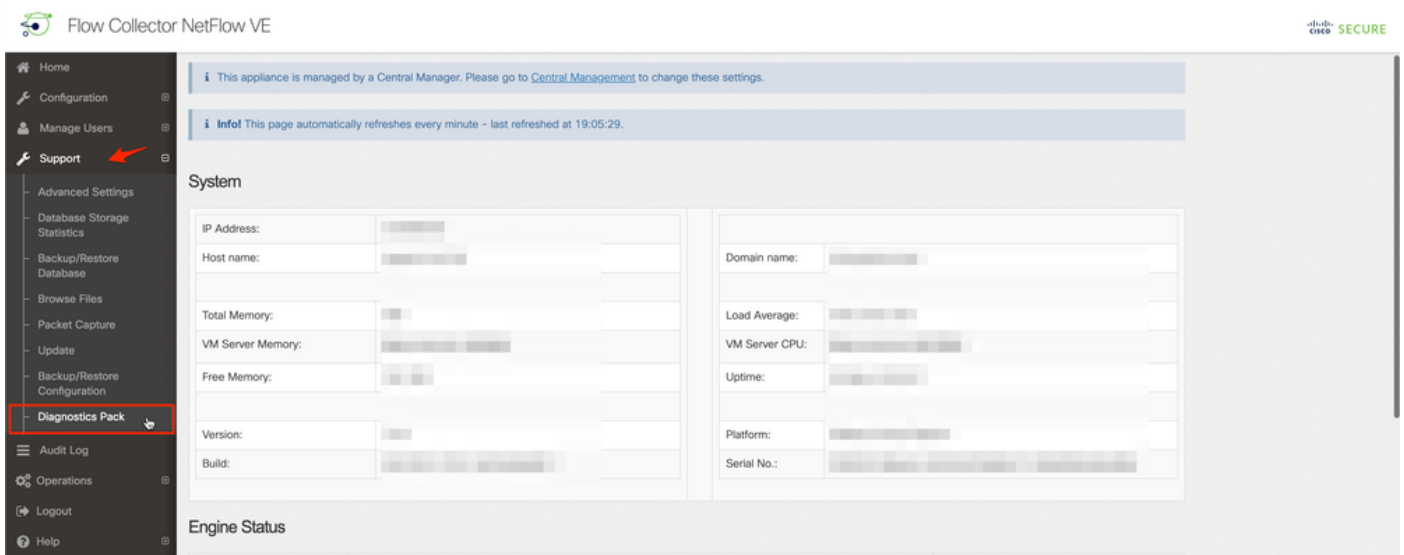 Flow Collector NetFlow VE
cisco SECURE
Home
Configuration
Manage Users
Support
Advanced Settings
Database Storage
Statistics
Backup/Restore
Database
Browse Files
Packet Capture
Update
Backup/Restore
Configuration
Diagnostics Pack
Audit Log
Operations
Logout
Help
i This appliance is managed by a Central Manager. Please go to Central Management to change these settings.
i Info! This page automatically refreshes every minute - last refreshed at 19:05:29.
System
IP Address:
Host name:
Domain name:
Total Memory:
Load Average:
VM Server Memory:
VM Server CPU:
Free Memory:
Uptime:
Version:
Platform:
Build:
Serial No.:
Engine Status